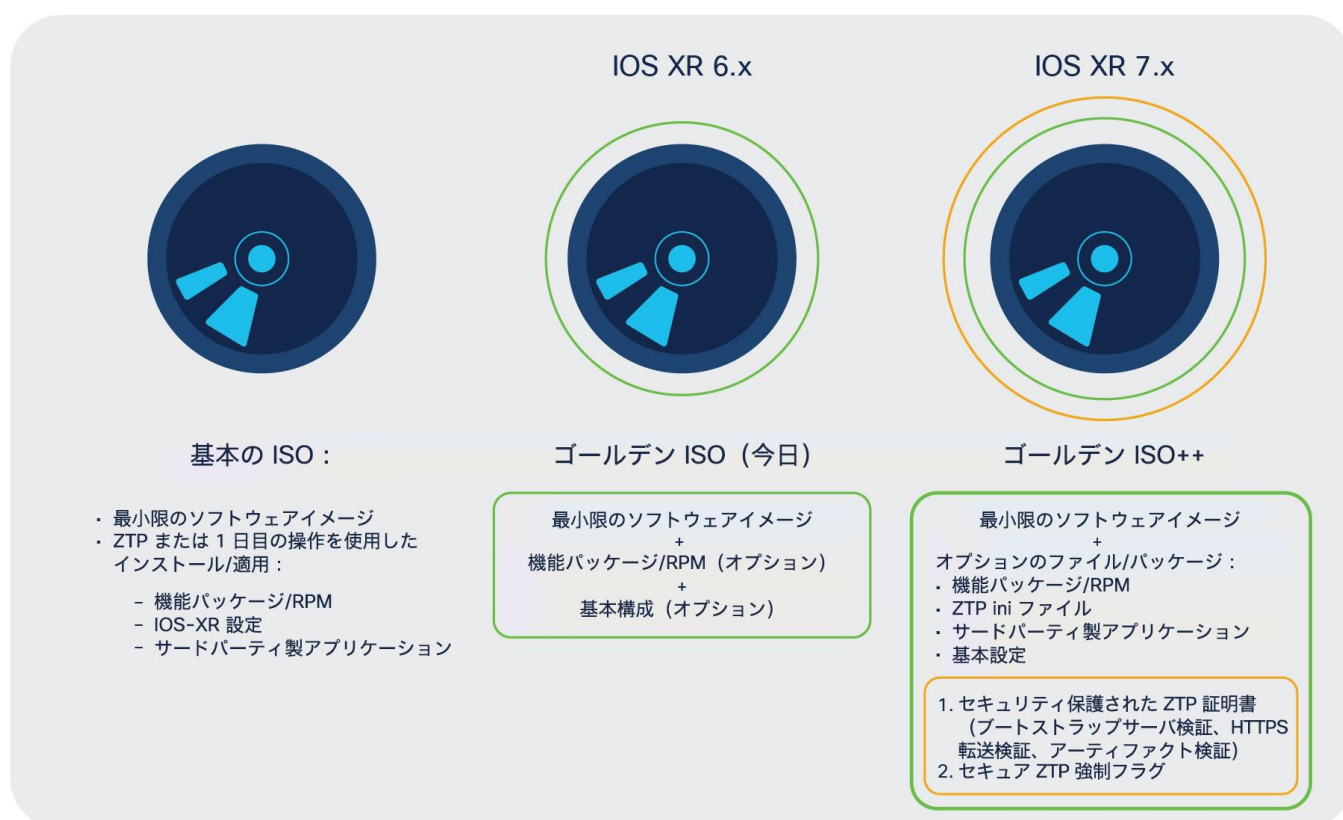 IOS XR 6.x
IOS XR 7.x
基本の ISO：
・ 最小限のソフトウェアイメージ
・ ZTP または 1 日目の操作を使用した
インストール/適用：
– 機能パッケージ/RPM
– IOS-XR 設定
– サードパーティ製アプリケーション
ゴールデン ISO（今日）
最小限のソフトウェアイメージ
+
機能パッケージ/RPM（オプション）
+
基本構成（オプション）
ゴールデン ISO++
最小限のソフトウェアイメージ
+
オプションのファイル/パッケージ：
・ 機能パッケージ/RPM
・ ZTP ini ファイル
・ サードパーティ製アプリケーション
・ 基本設定
1. セキュリティ保護された ZTP 証明書
（ブートストラップサーバ検証、HTTPS
転送検証、アーティファクト検証）
2. セキュア ZTP 強制フラグ